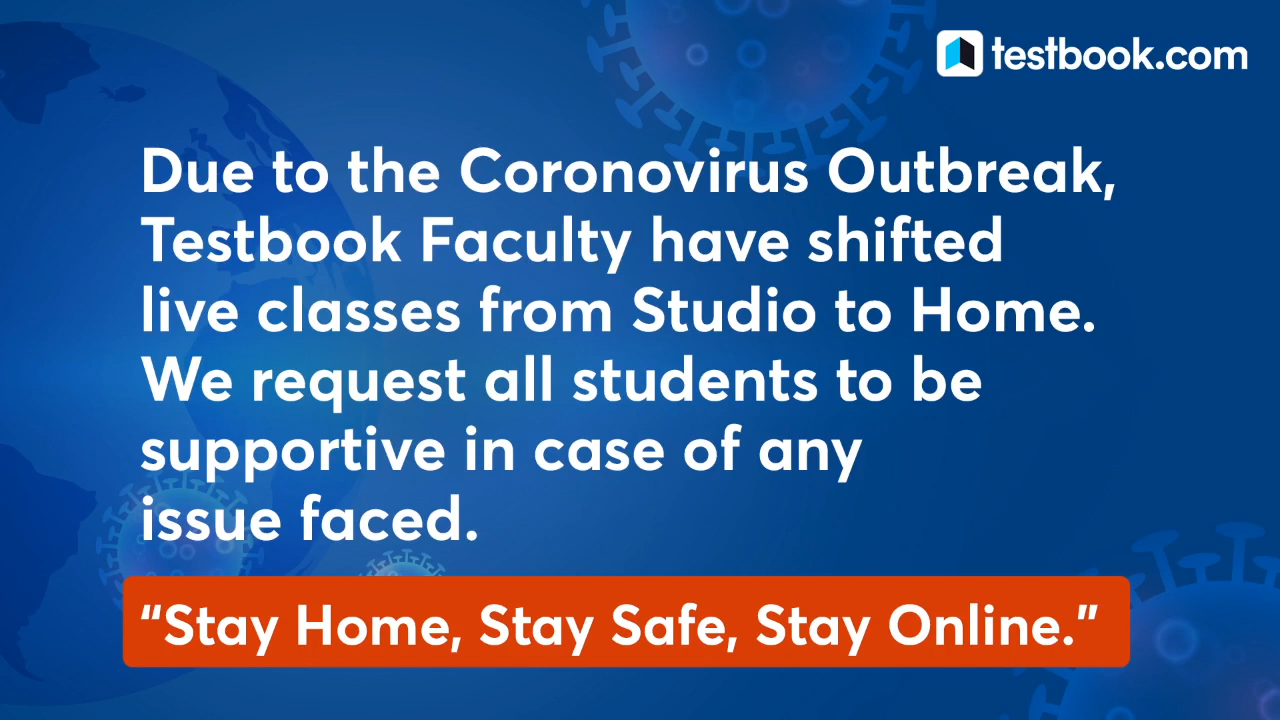 testbook.com
Due to the Coronovirus Outbreak,
Testbook Faculty have shifted
live classes from Studio to Home.
We request all students to be
supportive in case of any
issue faced.
“Stay Home, Stay Safe, Stay Online.”